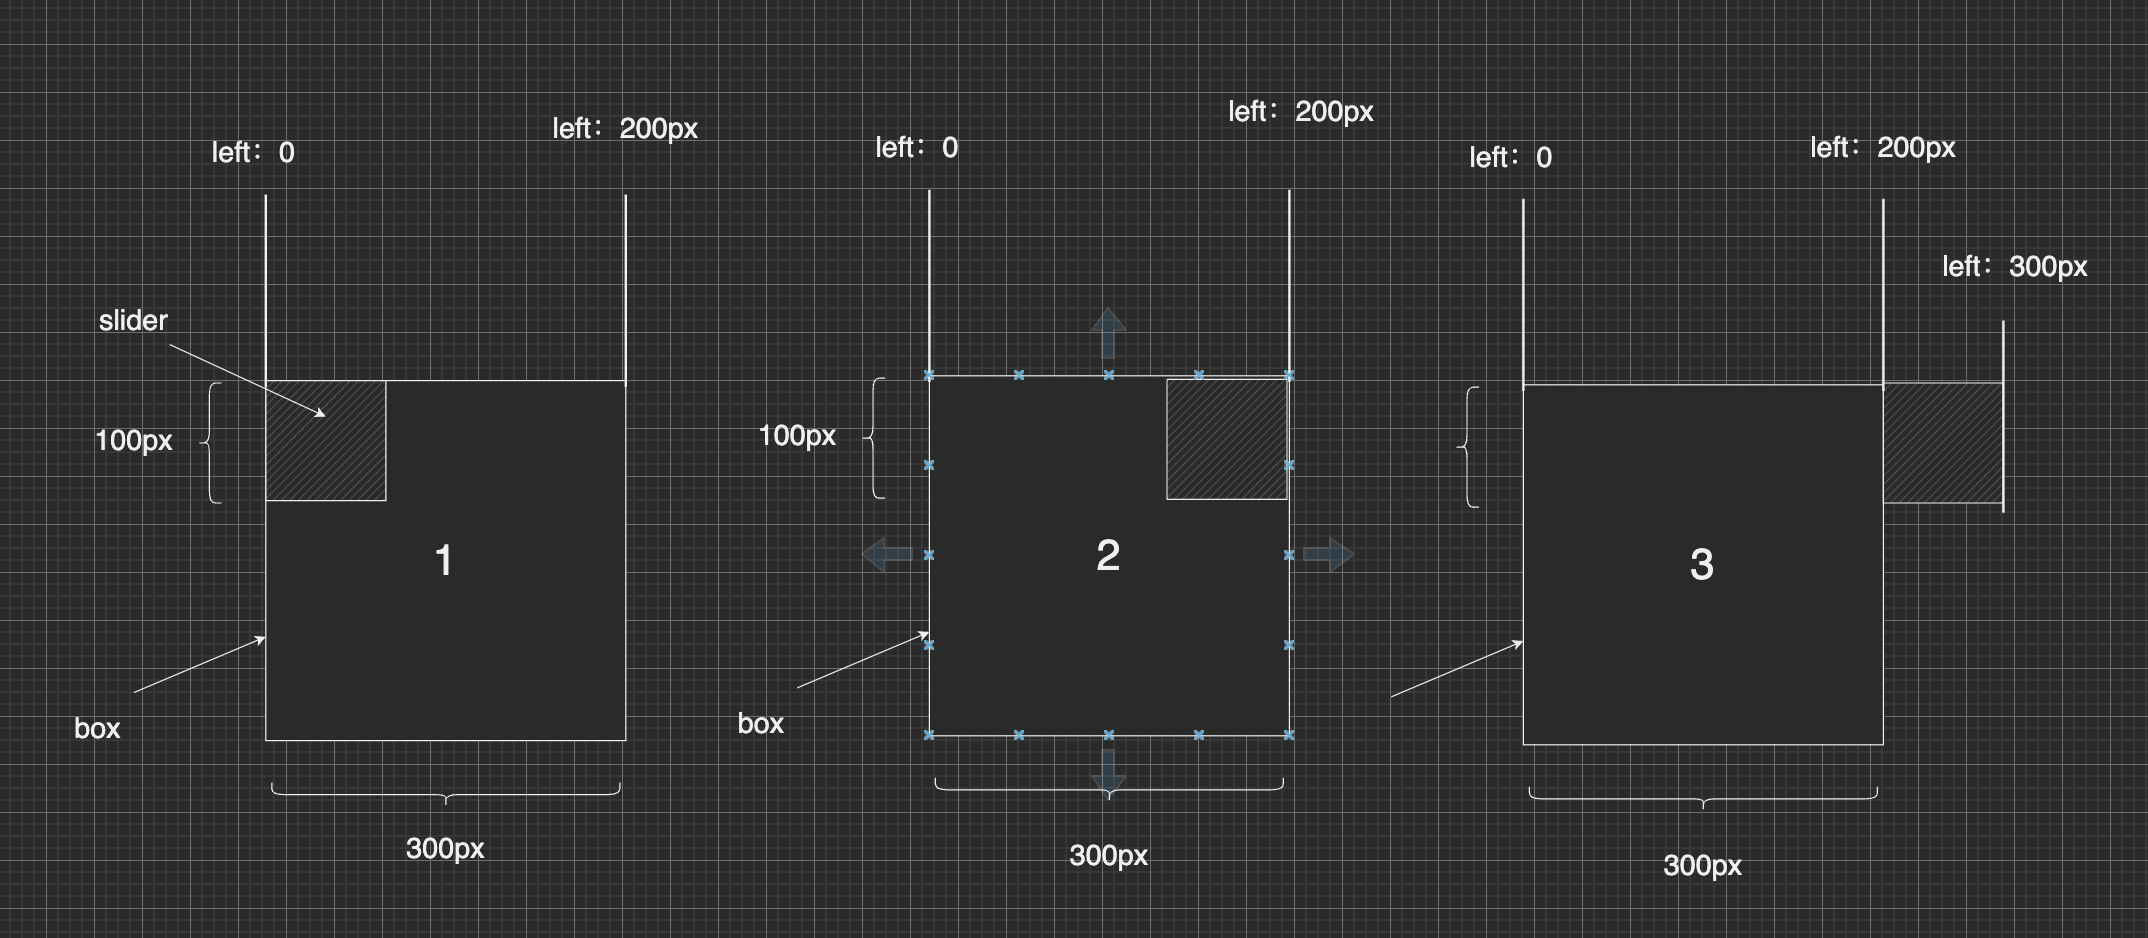 left：0
left：200px
slider
100px
1
box
300px
left：0
left：200px
100px
2
box
300px
left：0
left：200px
left：300px
3
300px